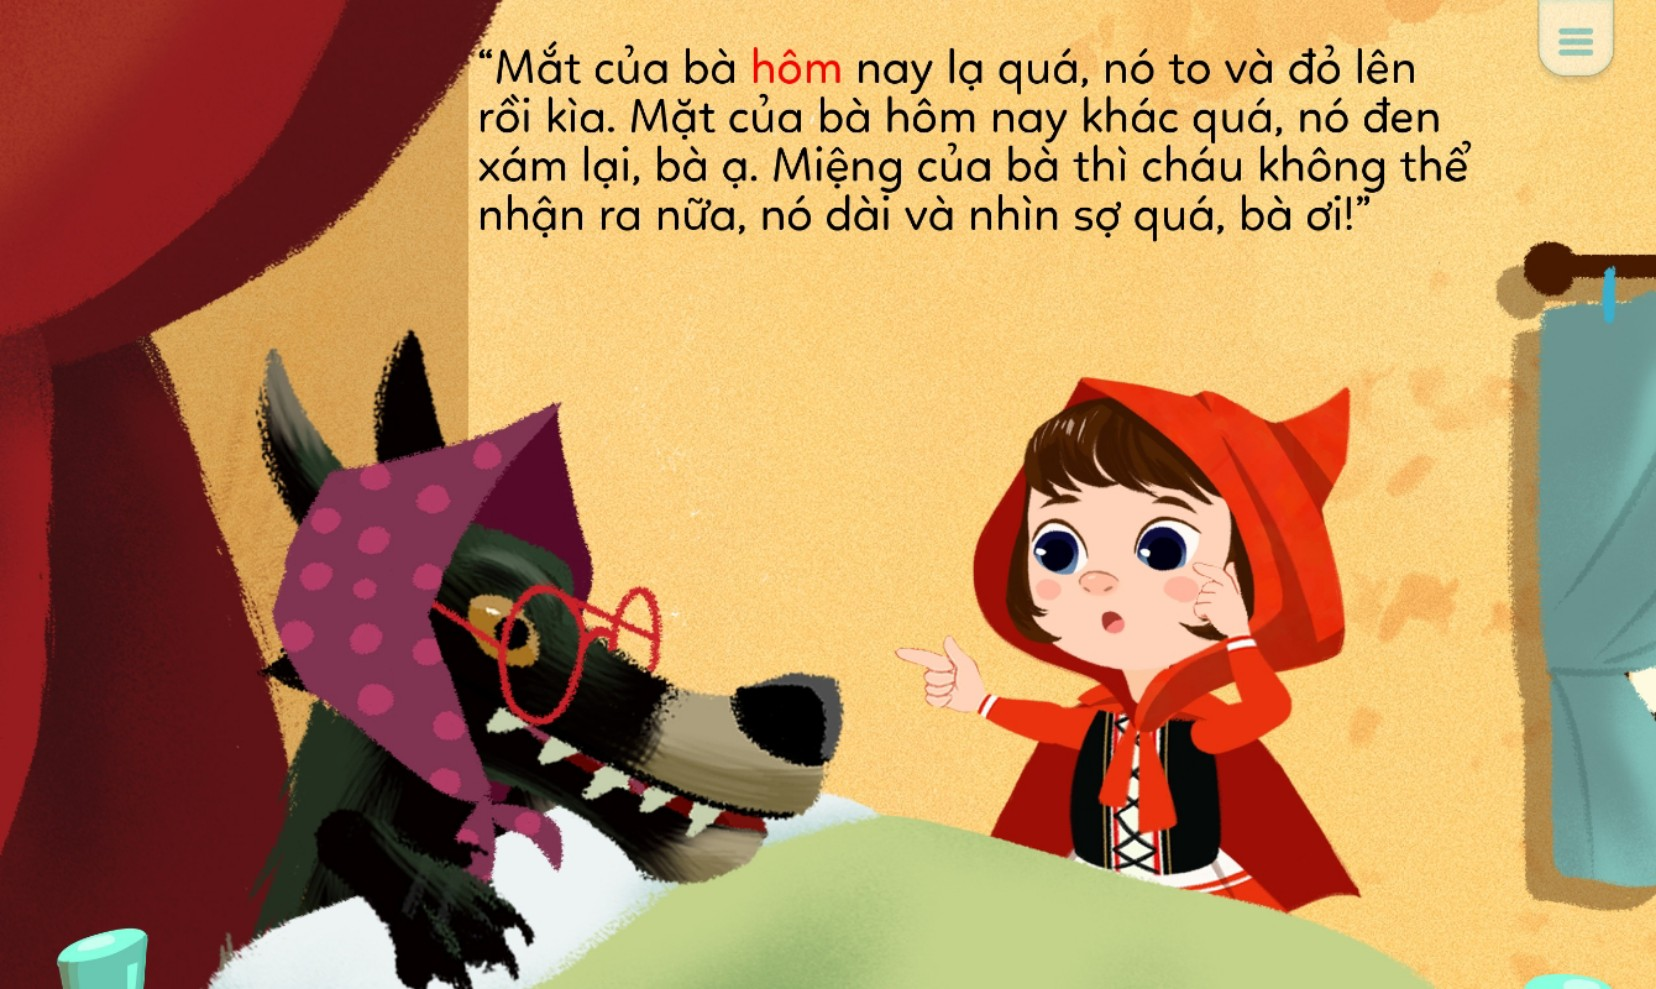 “Mắt của bà hôm nay lạ quá, nó to và đỏ lên
rồi kìa. Mặt của bà hôm nay khác quá, nó đen
xám lại, bà ạ. Miệng của bà thì cháu không thể
nhận ra nữa, nó dài và nhìn sợ quá, bà ơi!”